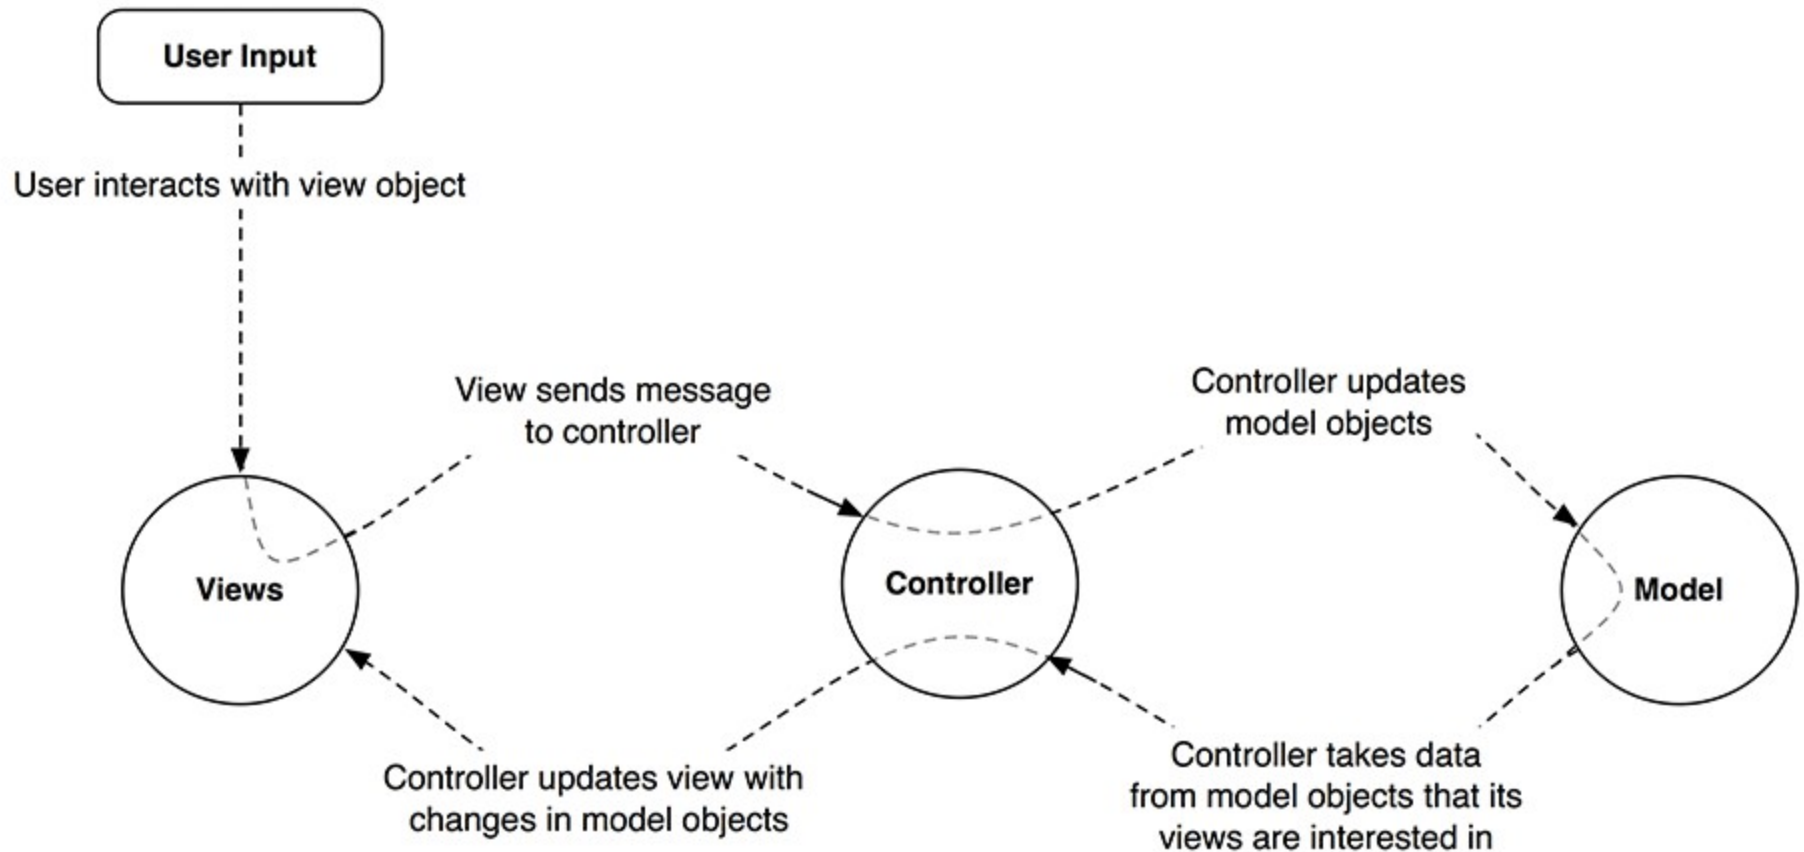 User Input
User interacts with view object
View sends message
to controller
Controller updates
model objects
Views
Controller
Model
Controller updates view with
changes in model objects
Controller takes data
from model objects that its
views are interested in